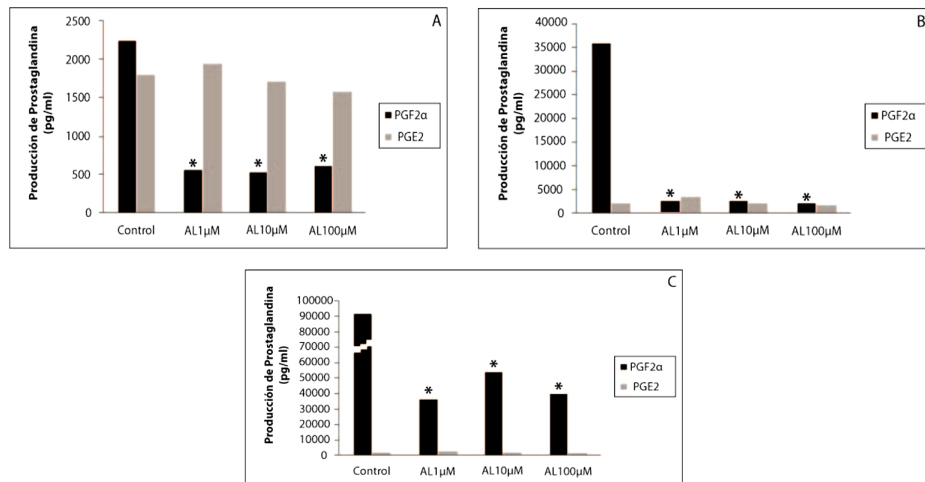 A
Producción de Prostaglandina
(pg/ml)
2500
2000
1500
1000
500
0
*
*
*
Control
AL1µM
AL10µM
AL100µM
PGF2α
PGE2
B
Producción de Prostaglandina
(pg/ml)
40000
35000
30000
25000
20000
15000
10000
5000
0
*
*
*
Control
AL1µM
AL10µM
AL100µM
PGF2α
PGE2
C
Producción de Prostaglandina
(pg/ml)
100000
90000
80000
70000
60000
50000
40000
30000
20000
10000
0
*
*
*
Control
AL1µM
AL10µM
AL100µM
PGF2α
PGE2